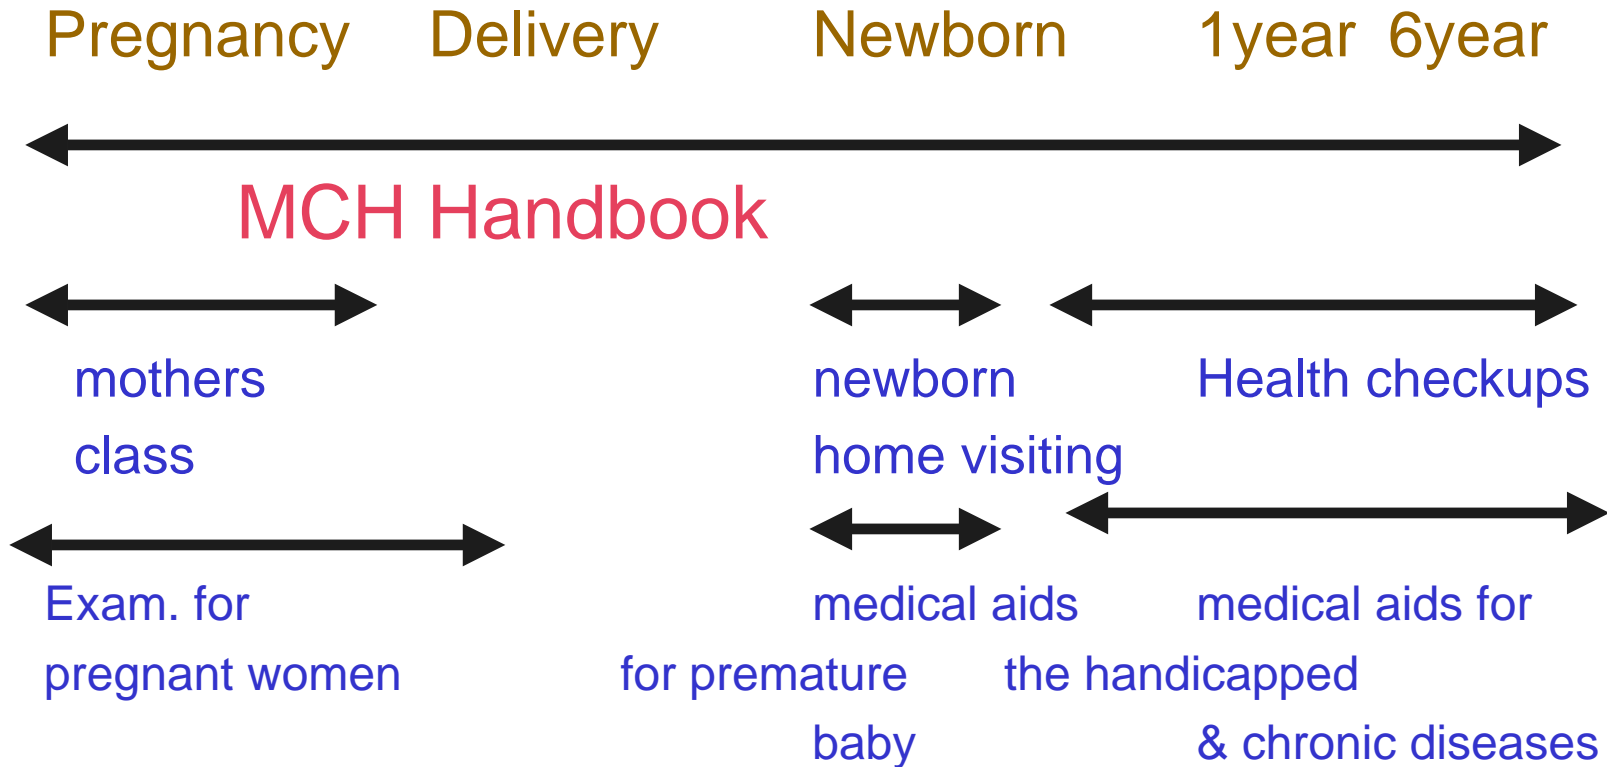 Pregnancy Delivery Newborn 1year 6year
MCH Handbook
mothers newborn Health checkups
class home visiting
Exam. for medical aids medical aids for
pregnant women for premature the handicapped
baby & chronic diseases